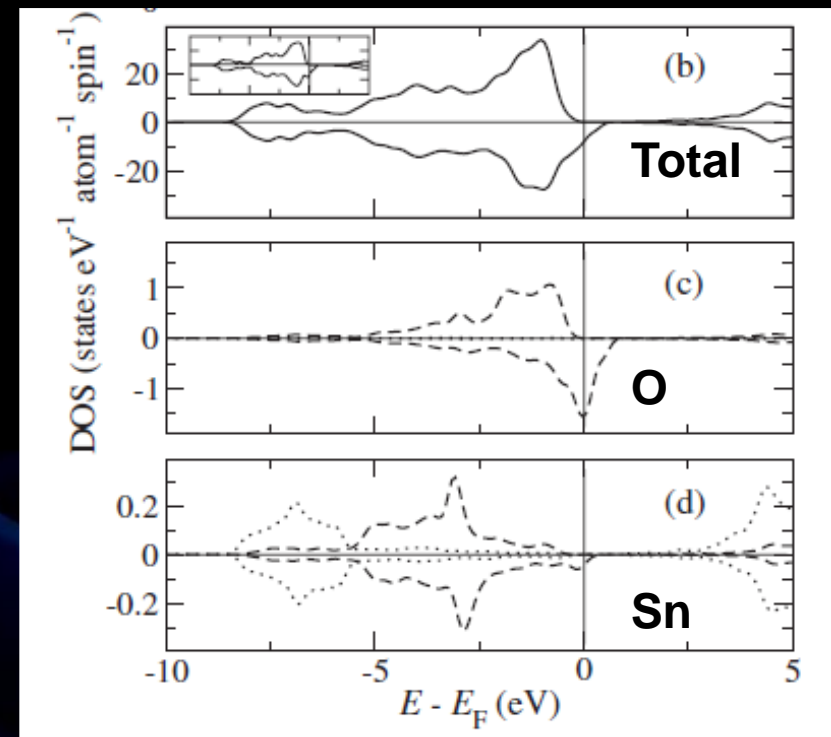 DOS (states eV⁻¹ atom⁻¹ spin⁻¹)
20
0
-20
(b)
Total
1
0
-1
(c)
O
0.2
0
-0.2
(d)
Sn
-10 -5 0 5
E - E_F (eV)